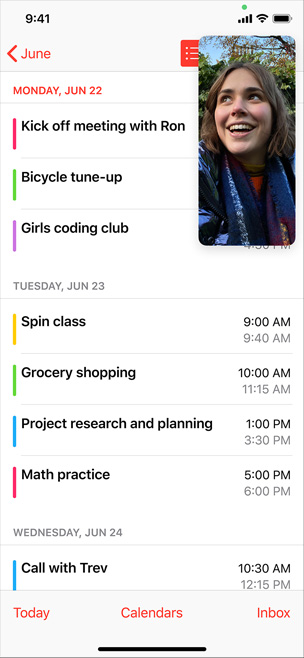 9:41
June
MONDAY, JUN 22
Kick off meeting with Ron
Bicycle tune-up
Girls coding club
TUESDAY, JUN 23
Spin class 9:00 AM
9:40 AM
Grocery shopping 10:00 AM
11:15 AM
Project research and planning 1:00 PM
3:30 PM
Math practice 5:00 PM
6:00 PM
WEDNESDAY, JUN 24
Call with Trev 10:30 AM
12:15 PM
Today Calendars Inbox